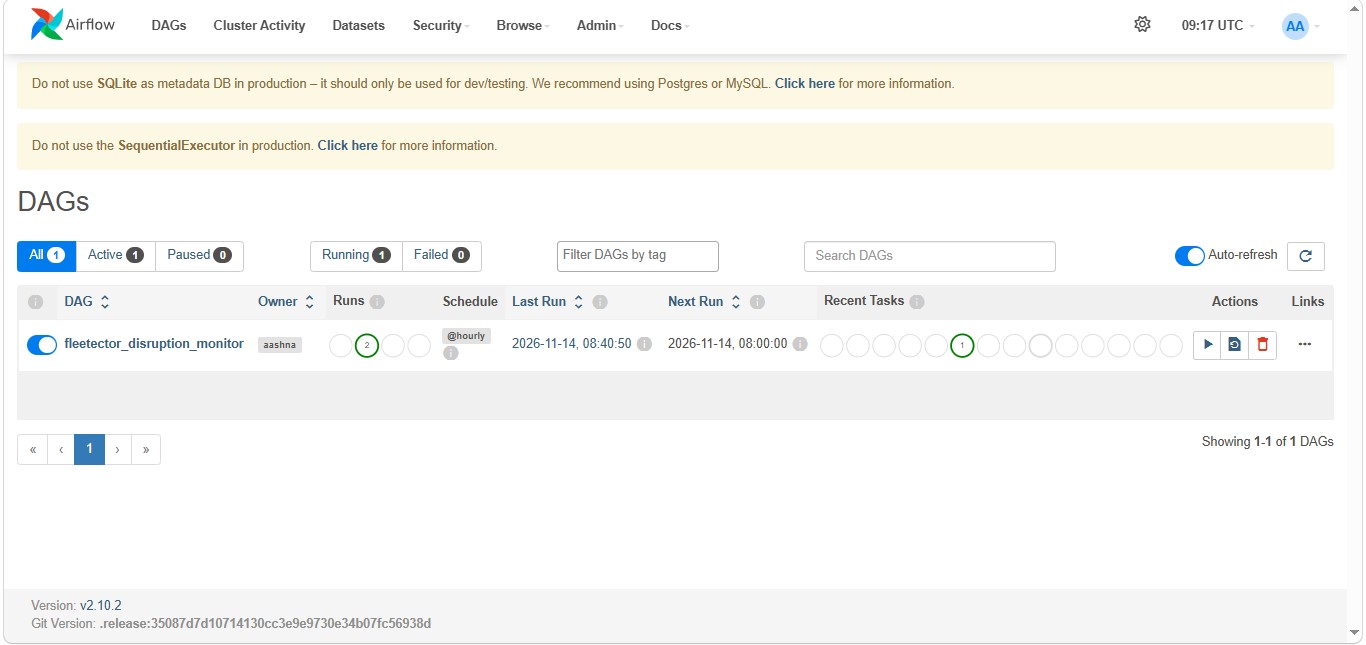 Airflow DAGs Cluster Activity Datasets Security Browse Admin Docs 09:17 UTC AA
Do not use SQLite as metadata DB in production – it should only be used for dev/testing. We recommend using Postgres or MySQL. Click here for more information.
Do not use the SequentialExecutor in production. Click here for more information.
DAGs
All 1 Active 1 Paused 0 Running 1 Failed 0 Filter DAGs by tag Search DAGs Auto-refresh
i DAG Owner Runs i Schedule Last Run i Next Run i Recent Tasks i Actions Links
fleetector_disruption_monitor aashna 2 @hourly i 2026-11-14, 08:40:50 i 2026-11-14, 08:00:00 i 1 ···
« ‹ 1 › » Showing 1-1 of 1 DAGs
Version: v2.10.2
Git Version: .release:35087d7d10714130cc3e9e9730e34b07fc56938d